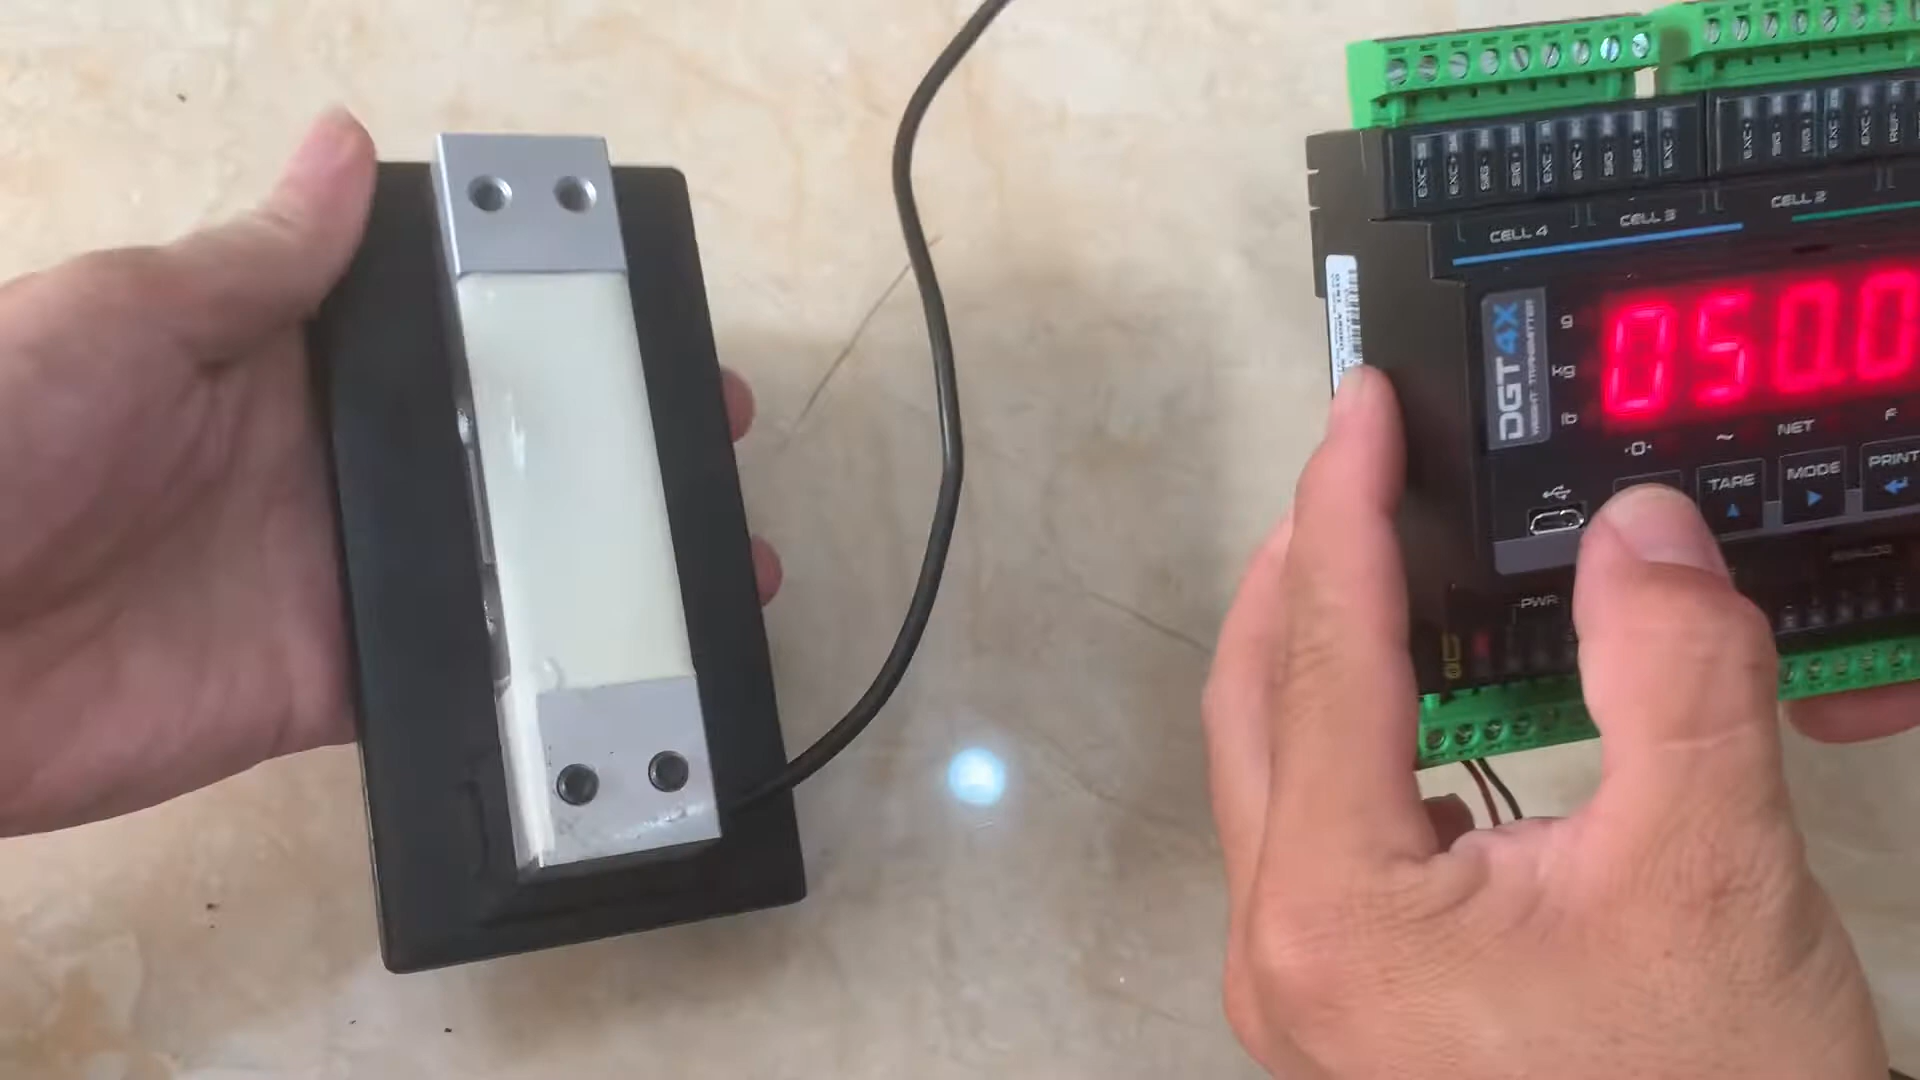 EXC- EXC+ SIG- SIG+ EXC- EXC+ SIG- SIG+ EXC-
EXC+ SIG- SIG+ EXC- EXC+ REF-
CELL 4 CELL 3 CELL 2
DGT4X
WEIGHT TRANSMITTER
g
kg
lb
050.0
·0· ~ NET F
TARE MODE PRINT
PWR
ANALOG